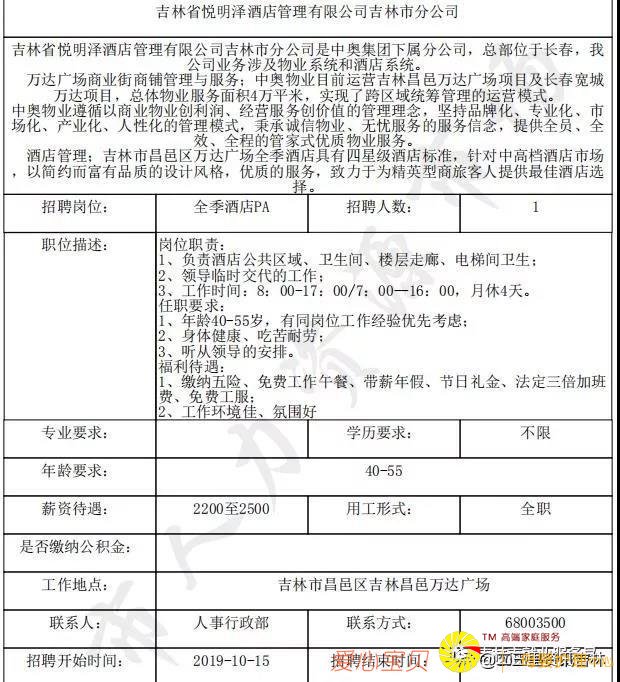 吉林省悦明泽酒店管理有限公司吉林市分公司
吉林省悦明泽酒店管理有限公司吉林市分公司是中奥集团下属分公司，总部位于长春，我
公司业务涉及物业系统和酒店系统。
万达广场商业街商铺管理与服务；中奥物业目前运营吉林昌邑万达广场项目及长春宽城
万达项目，总体物业服务面积4万平米，实现了跨区域统筹管理的运营模式。
中奥物业遵循以商业物业创利润、经营服务创价值的管理理念，坚持品牌化、专业化、市
场化、产业化、人性化的管理模式，秉承诚信物业、无忧服务的服务信念，提供全员、全
效、全程的管家式优质物业服务。
酒店管理；吉林市昌邑区万达广场全季酒店具有四星级酒店标准，针对中高档酒店市场
，以简约而富有品质的设计风格，优质的服务，致力于为精英型商旅客人提供最佳酒店选
择。
招聘岗位： 全季酒店PA 招聘人数： 1
职位描述： 岗位职责：
1、负责酒店公共区域、卫生间、楼层走廊、电梯间卫生；
2、领导临时交代的工作；
3、工作时间：8：00-17：00/7：00—16：00，月休4天。
任职要求：
1、年龄40-55岁，有同岗位工作经验优先考虑；
2、身体健康、吃苦耐劳；
3、听从领导的安排。
福利待遇：
1、缴纳五险、免费工作午餐、带薪年假、节日礼金、法定三倍加班
费、免费工服；
2、工作环境佳、氛围好
专业要求： 学历要求： 不限
年龄要求： 40-55
薪资待遇： 2200至2500 用工形式： 全职
是否缴纳公积金：
工作地点： 吉林市昌邑区吉林昌邑万达广场
联系人： 人事行政部 联系方式： 68003500
TM 高端家庭服务
招聘开始时间： 2019-10-15 招聘结束时间：
爱心宝贝
市人力资源市场